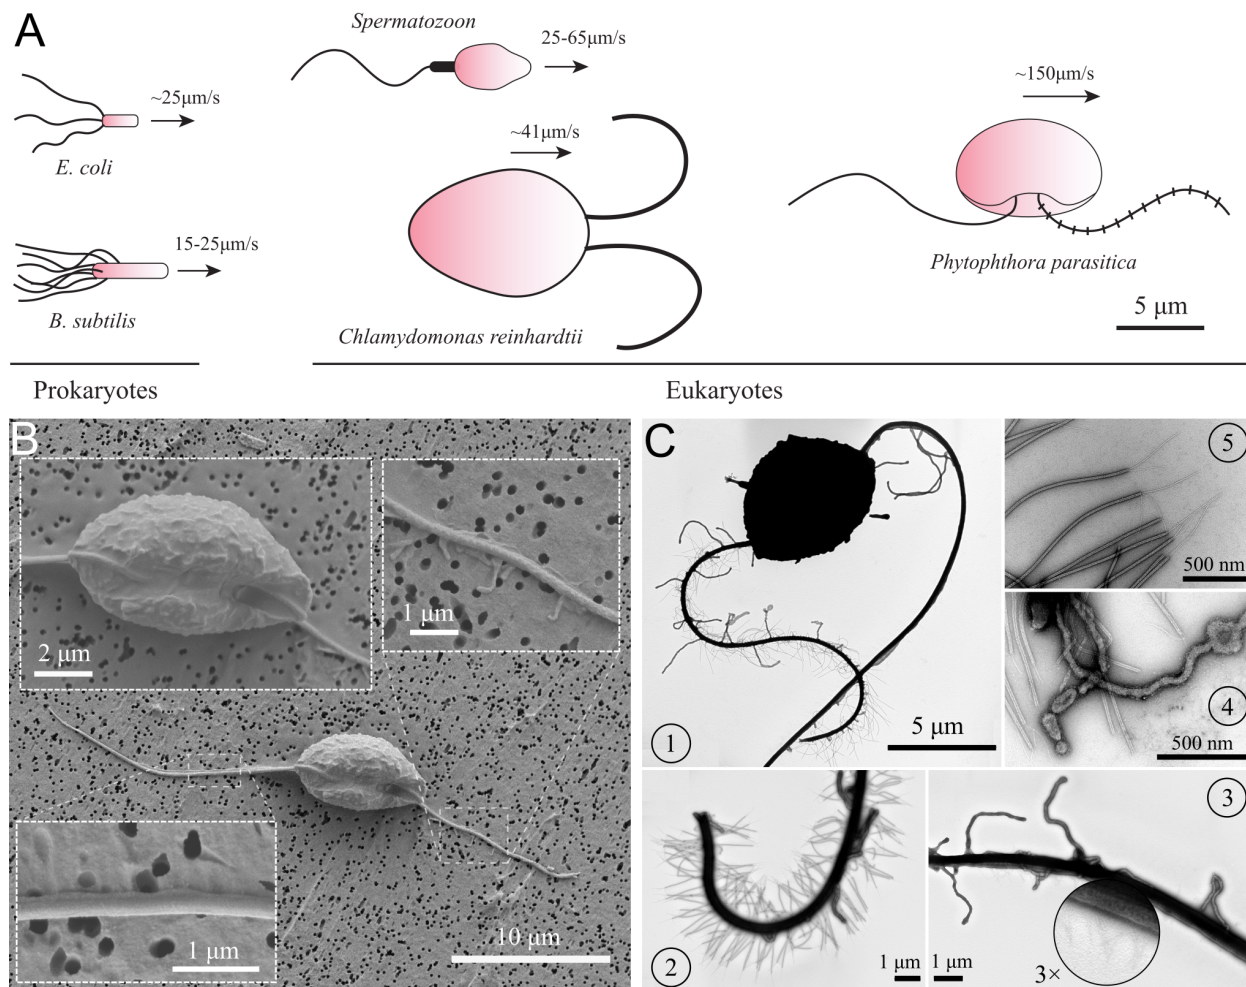 A
Spermatozoon
25-65μm/s
~25μm/s
E. coli
~41μm/s
~150μm/s
15-25μm/s
B. subtilis
Chlamydomonas reinhardtii
Phytophthora parasitica
5 μm
Prokaryotes
Eukaryotes
B
2 μm
1 μm
1 μm
10 μm
C
1
5 μm
5
500 nm
4
500 nm
2
1 μm
3
1 μm
3×